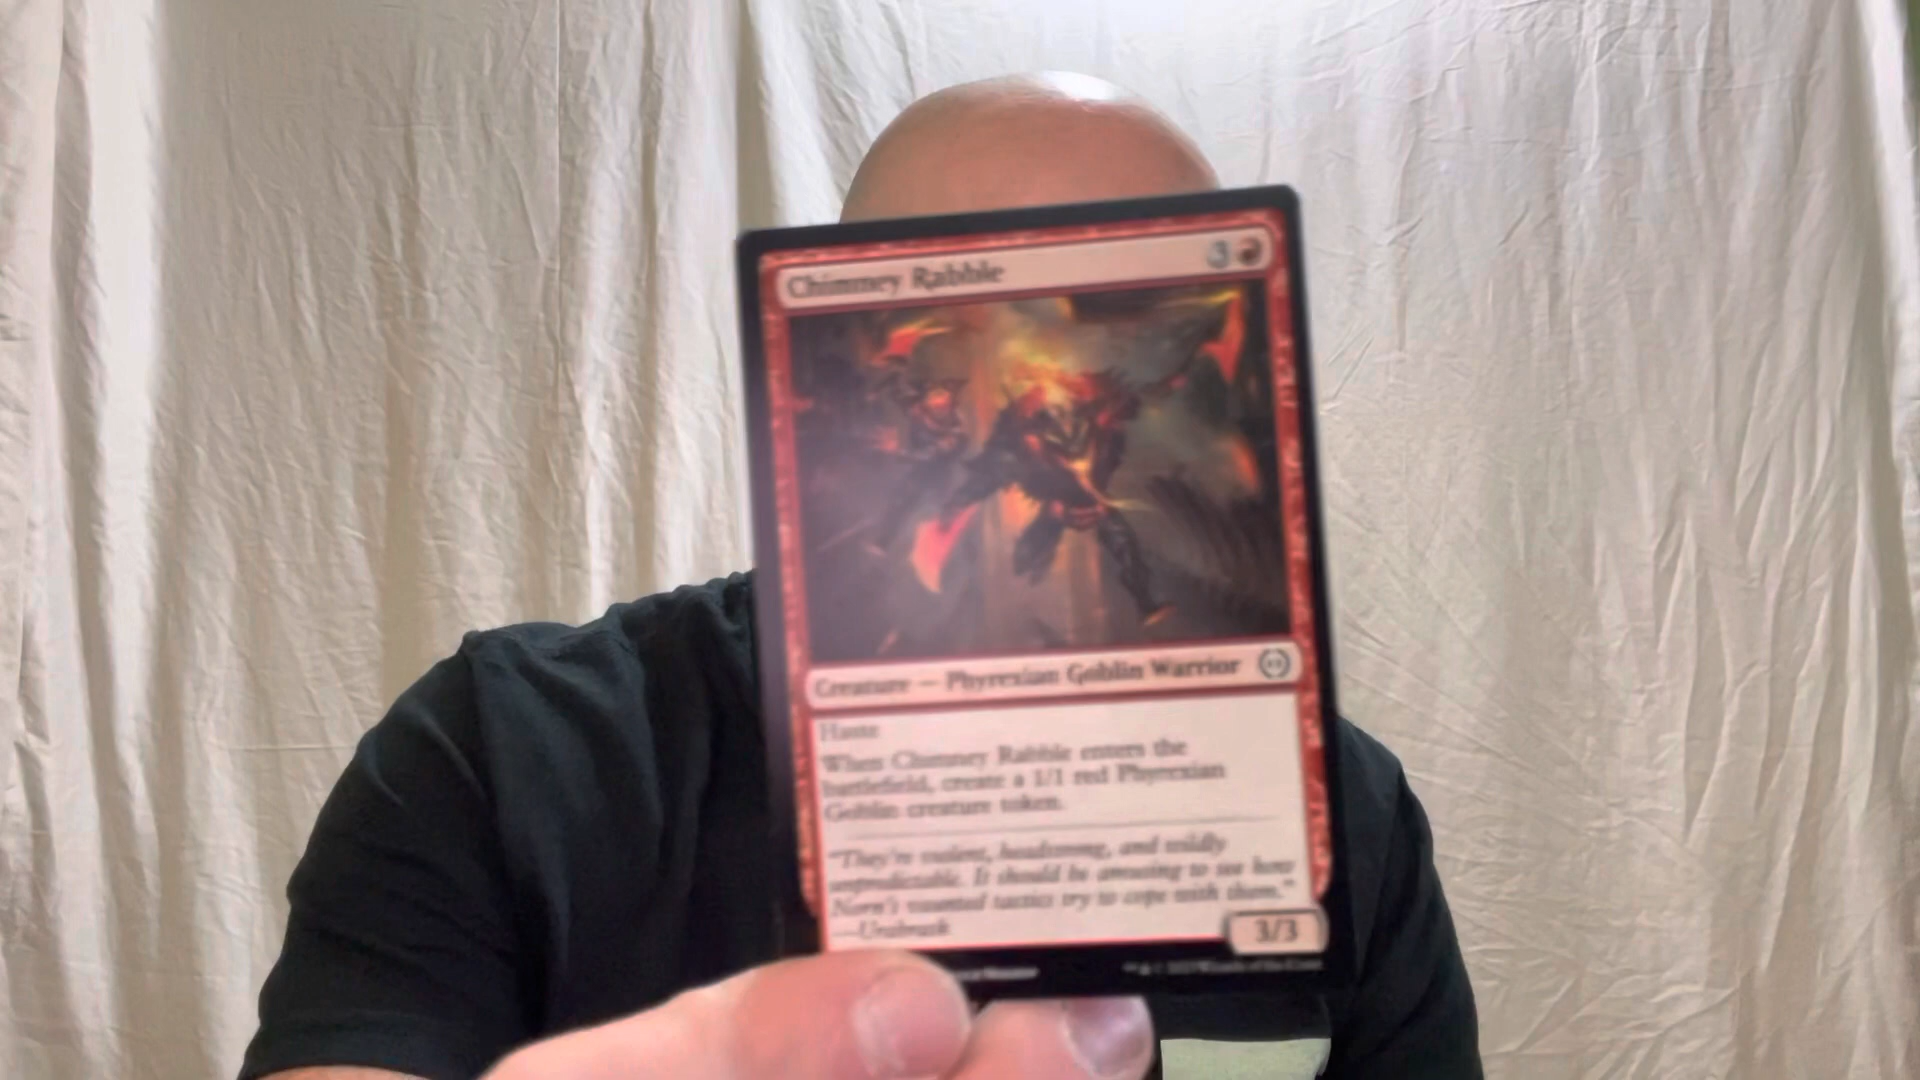 Chimney Rabble 3
Creature — Phyrexian Goblin Warrior
Haste
When Chimney Rabble enters the
battlefield, create a 1/1 red Phyrexian
Goblin creature token.
"They're violent, headstrong, and wildly
unpredictable. It should be amusing to see how
Norn's vaunted tactics try to cope with them."
—Urabrask
3/3